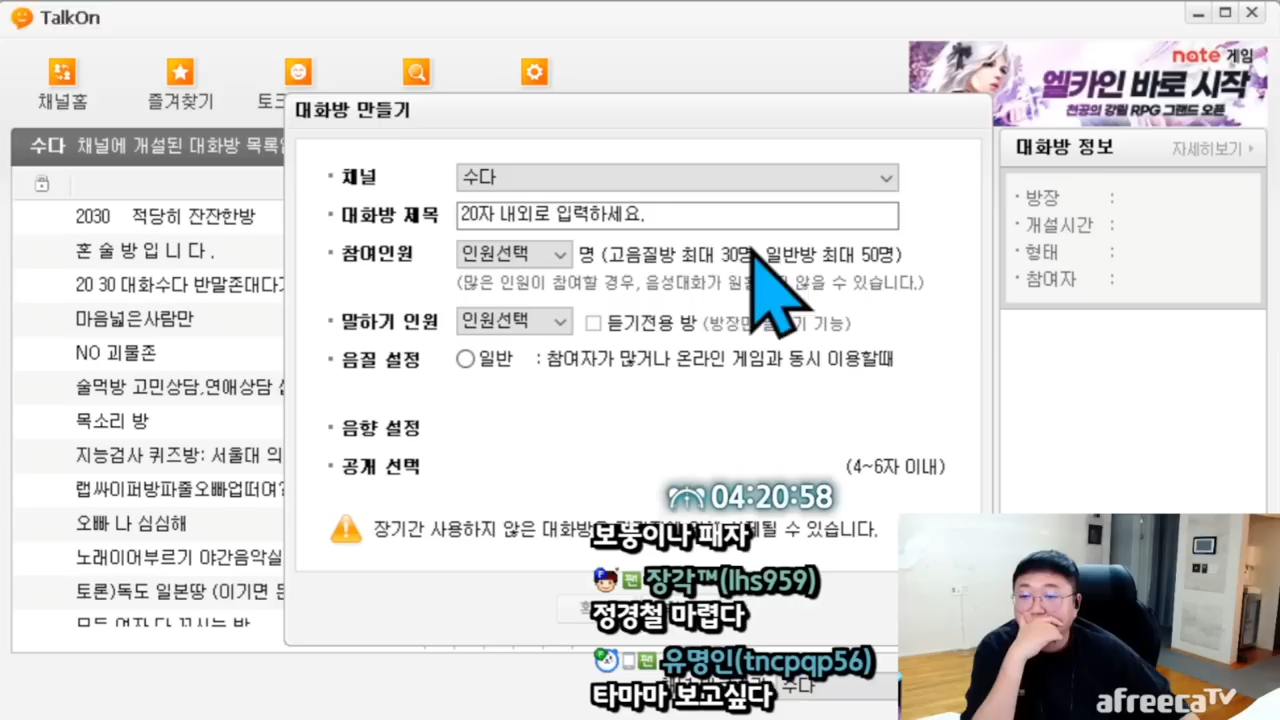 TalkOn
채널홈
즐겨찾기
note 게임
엘카인 바로 시작
천공의 강림 RPG 그랜드 오픈
수다 채널에 개설된 대화방
2030 적당히 잔잔한방
혼 술 방 입 니 다 .
20 30 대화수다
마음넓은사람만
NO 괴물존
술먹방 고민상담,연애상담
목소리 방
지능검사 퀴즈방: 서울대 의
랩싸이퍼방파줄오빠업떠여?
오빠 나 심심해
노래이어부르기 야간음악실
토론)독도 일본땅 (이기면
대화방 만들기
채널
수다
대화방 제목
20자 내외로 입력하세요.
참여인원
인원선택
명 (고음질방 최대 30명 일반방 최대 50명)
(많은 인원이 참여할 경우, 음성대화가 않을 수 있습니다.)
말하기 인원
인원선택
듣기전용 방 기능)
음질 설정
일반 : 참여자가 많거나 온라인 게임과 동시 이용할때
음향 설정
공개 선택
(4~6자 이내)
장기간 사용하지 않은 수 있습니다.
대화방 정보
자세히보기
방장 :
개설시간 :
형태 :
참여자 :
04:20:58
보뚱이나 패자
장각™(lhs959)
정경철 마렵다
유명인(tncpqp56)
타마마 보고싶다
수다
afreecaTV